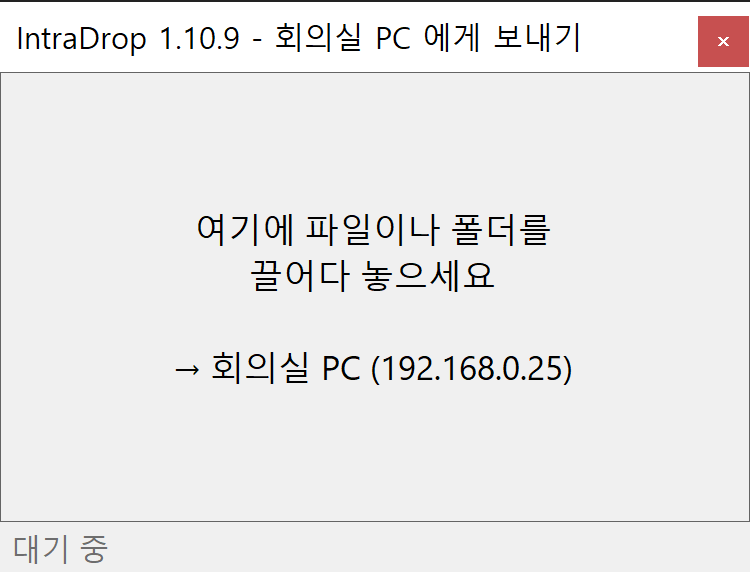 IntraDrop 1.10.9 - 회의실 PC 에게 보내기
×
여기에 파일이나 폴더를
끌어다 놓으세요
→ 회의실 PC (192.168.0.25)
대기 중